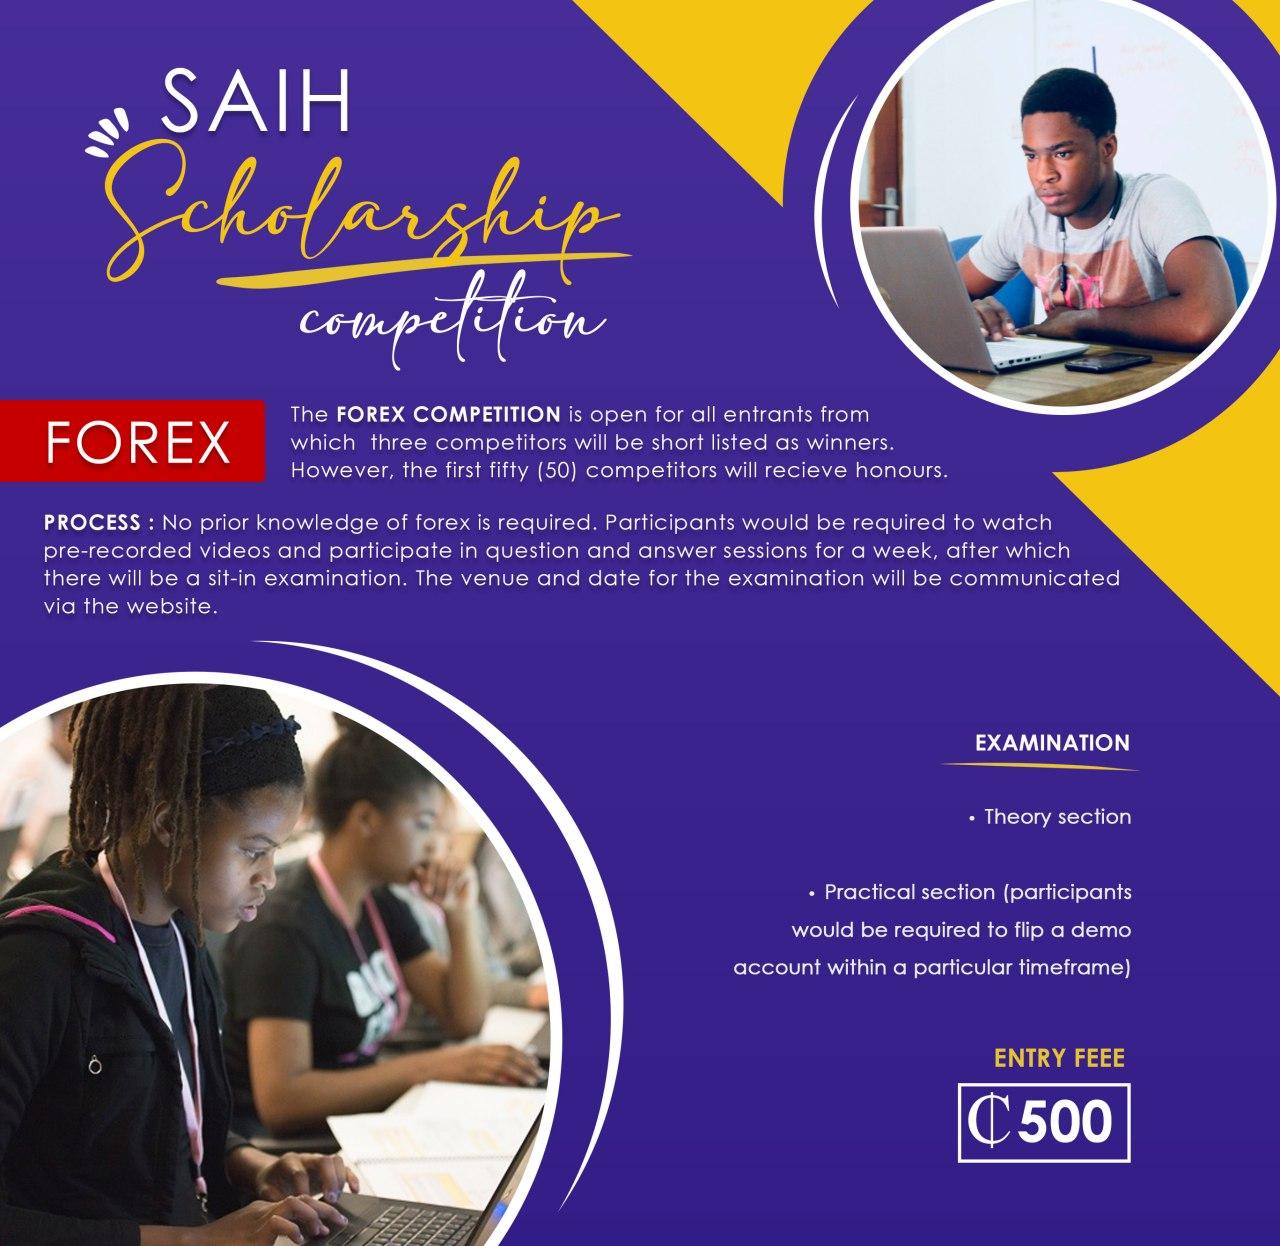 SAIH
Scholarship
competition
FOREX
The FOREX COMPETITION is open for all entrants from
which three competitors will be short listed as winners.
However, the first fifty (50) competitors will recieve honours.
PROCESS : No prior knowledge of forex is required. Participants would be required to watch
pre-recorded videos and participate in question and answer sessions for a week, after which
there will be a sit-in examination. The venue and date for the examination will be communicated
via the website.
EXAMINATION
• Theory section
• Practical section (participants
would be required to flip a demo
account within a particular timeframe)
ENTRY FEEE
₵500